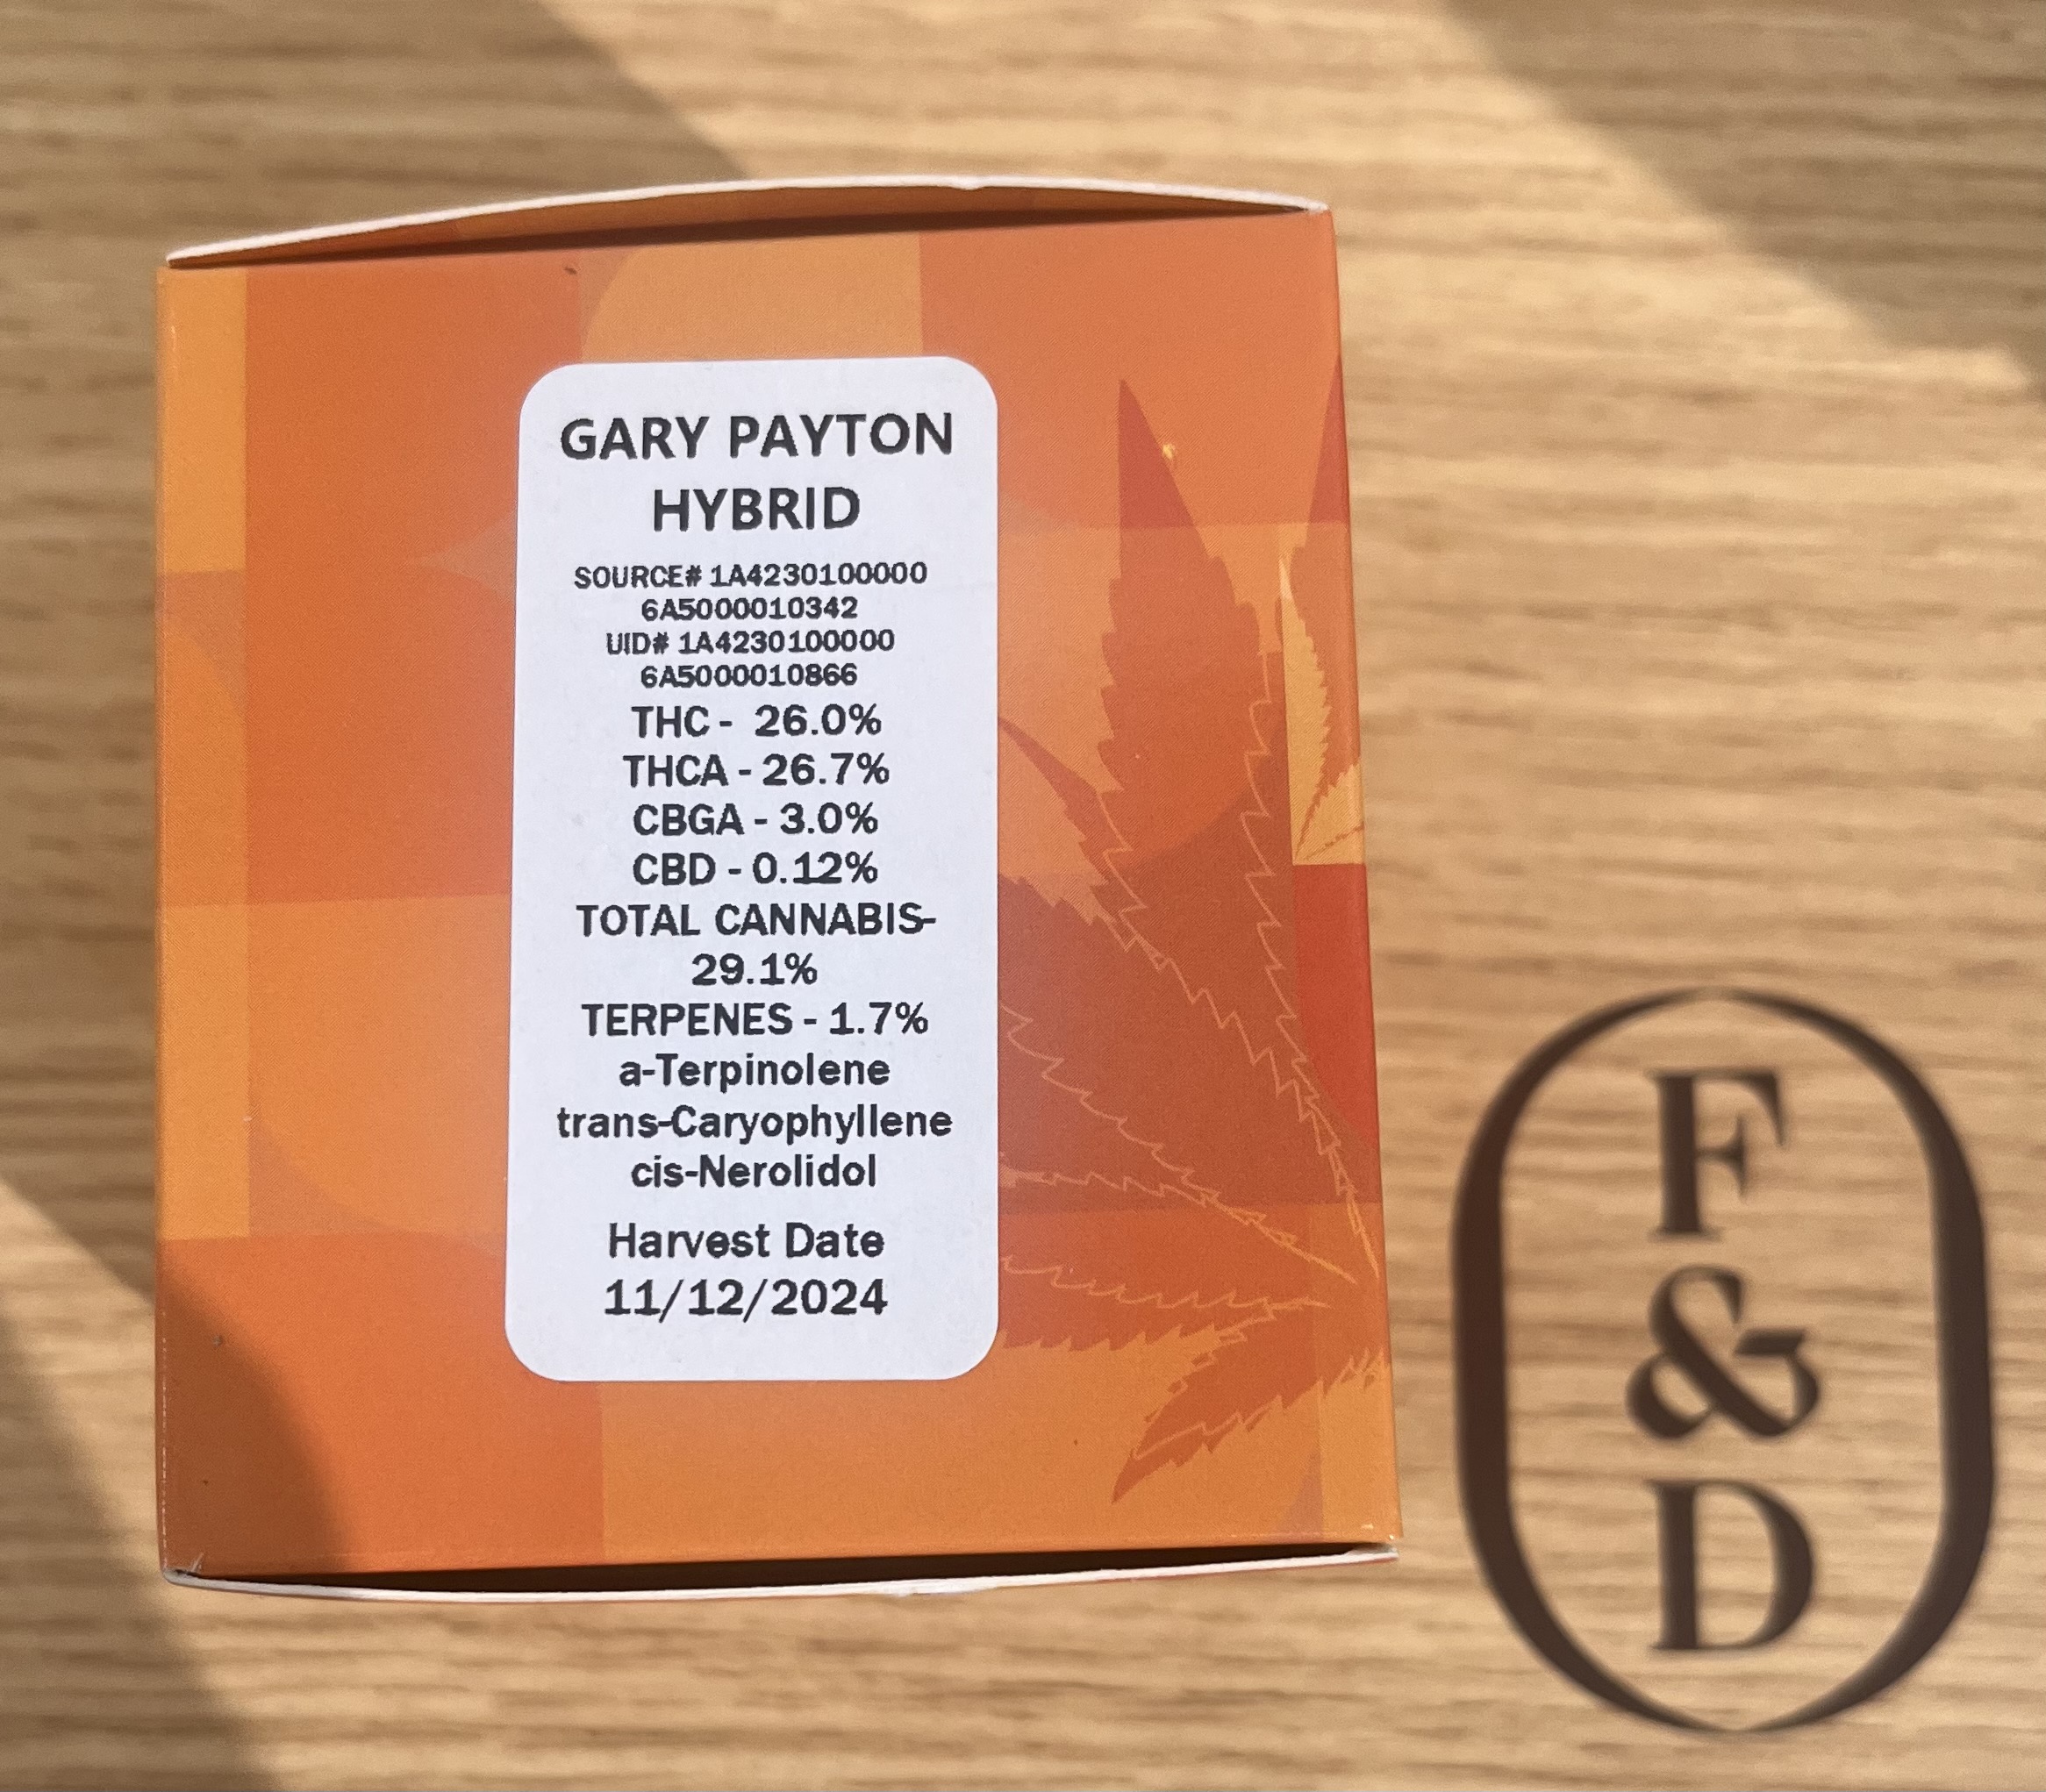 GARY PAYTON
HYBRID
SOURCE# 1A4230100000
6A5000010342
UID# 1A4230100000
6A5000010866
THC - 26.0%
THCA - 26.7%
CBGA - 3.0%
CBD - 0.12%
TOTAL CANNABIS-
29.1%
TERPENES - 1.7%
a-Terpinolene
trans-Caryophyllene
cis-Nerolidol
Harvest Date
11/12/2024
F
&
D